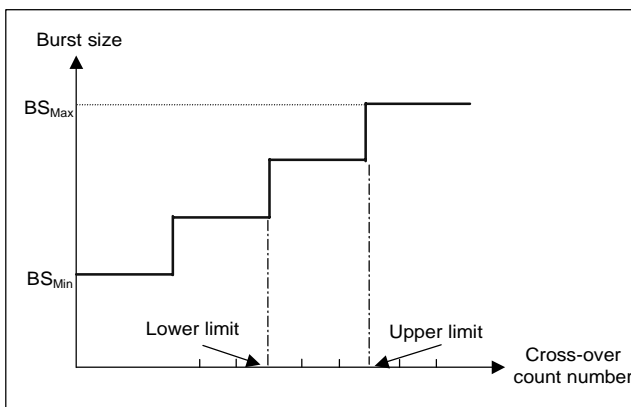 Burst size
BSMax
BSMin
Lower limit
Upper limit
Cross-over
count number